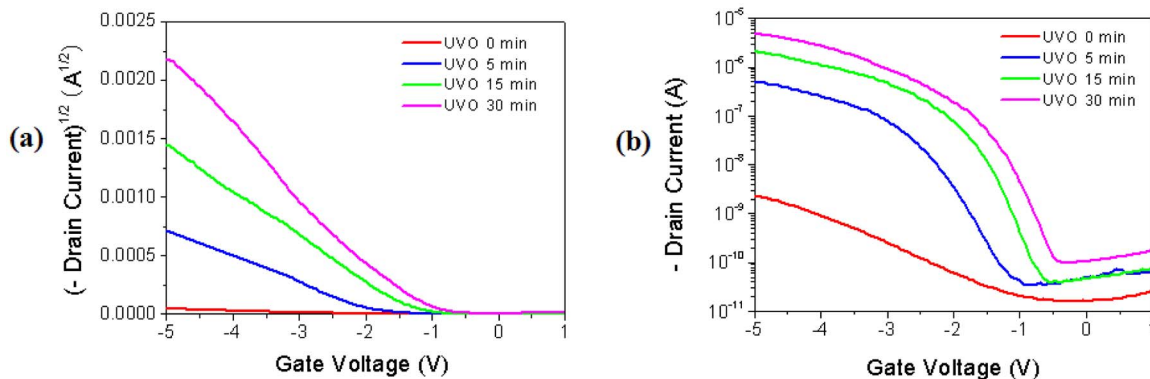 (a)
(- Drain Current)^1/2 ( A^1/2)
0.0025
0.0020
0.0015
0.0010
0.0005
0.0000
UVO 0 min
UVO 5 min
UVO 15 min
UVO 30 min
-5 -4 -3 -2 -1 0 1
Gate Voltage (V)
(b)
- Drain Current (A)
10^-5
10^-6
10^-7
10^-8
10^-9
10^-10
10^-11
UVO 0 min
UVO 5 min
UVO 15 min
UVO 30 min
-5 -4 -3 -2 -1 0 1
Gate Voltage (V)